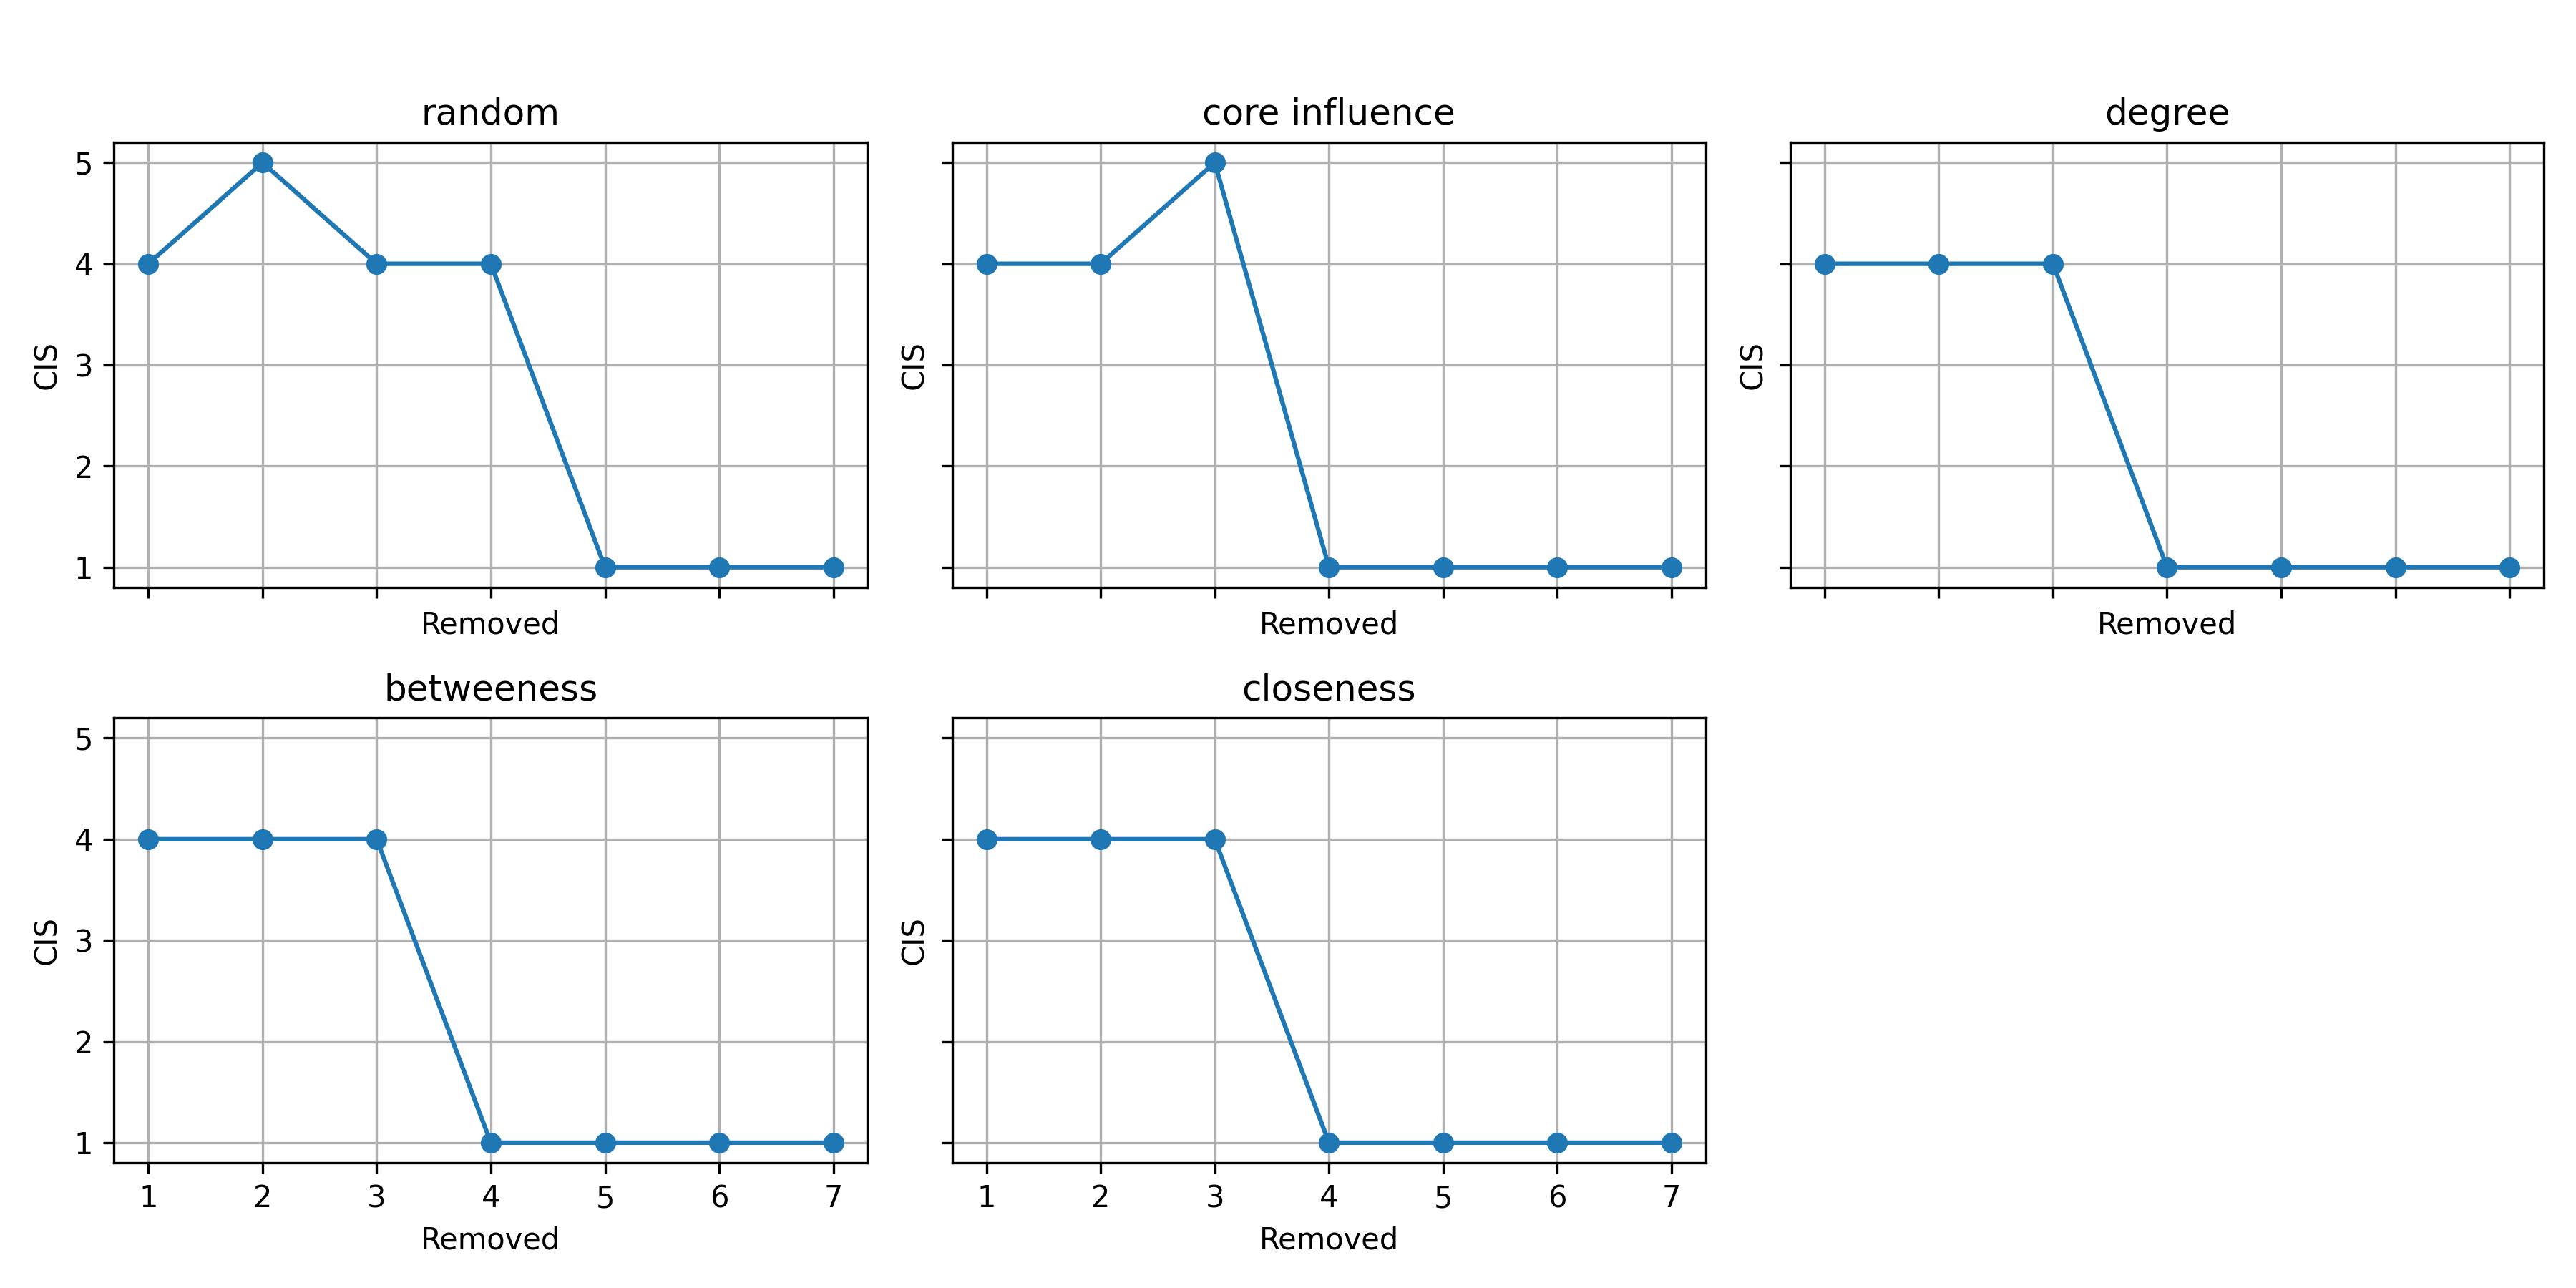 random
core influence
degree
5
4
3
2
1
CIS
CIS
CIS
Removed
Removed
Removed
betweeness
closeness
5
4
3
2
1
CIS
CIS
1 2 3 4 5 6 7
1 2 3 4 5 6 7
Removed
Removed